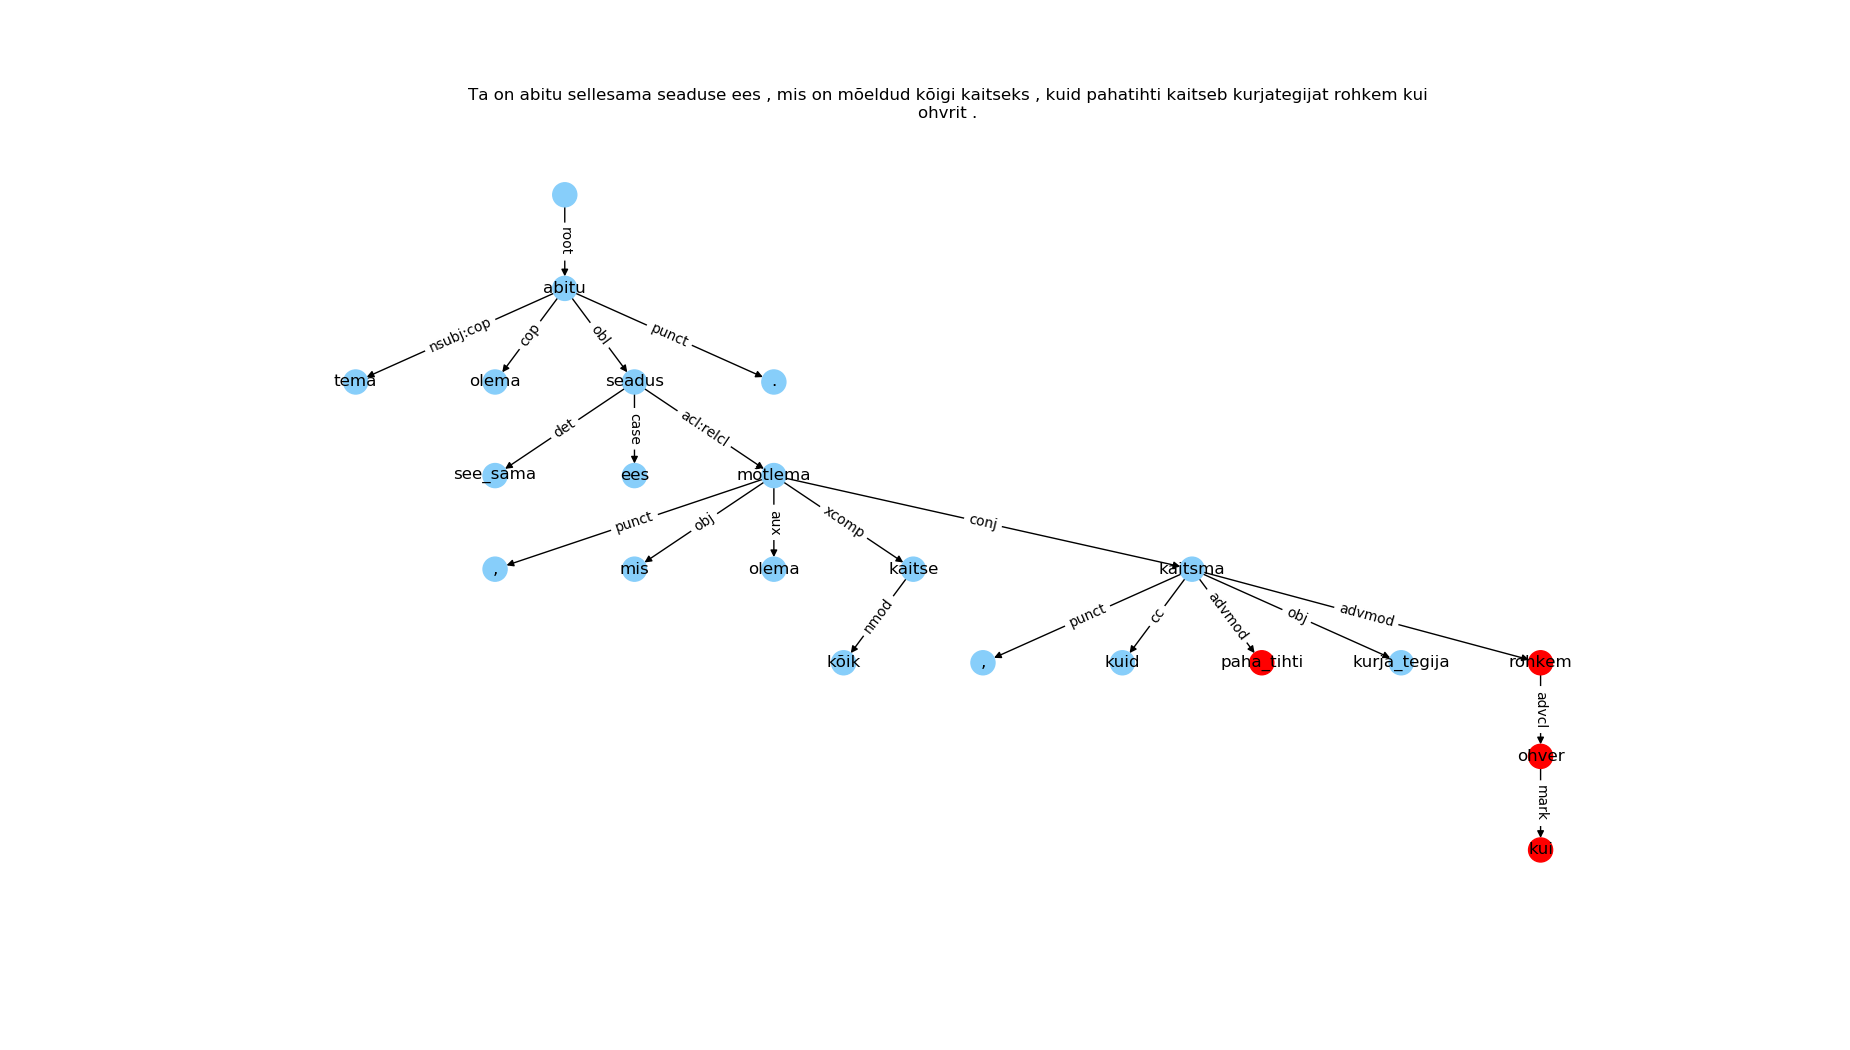 Ta on abitu sellesama seaduse ees , mis on mõeldud kõigi kaitseks , kuid pahatihti kaitseb kurjategijat rohkem kui
ohvrit .
root
abitu
nsubj:cop
cop
obl
punct
tema
olema
seadus
.
det
case
acl:relcl
see_sama
ees
mõtlema
punct
obj
aux
xcomp
conj
,
mis
olema
kaitse
kaitsma
nmod
punct
cc
advmod
obj
advmod
kõik
,
kuid
paha_tihti
kurja_tegija
rohkem
advcl
ohver
mark
kui